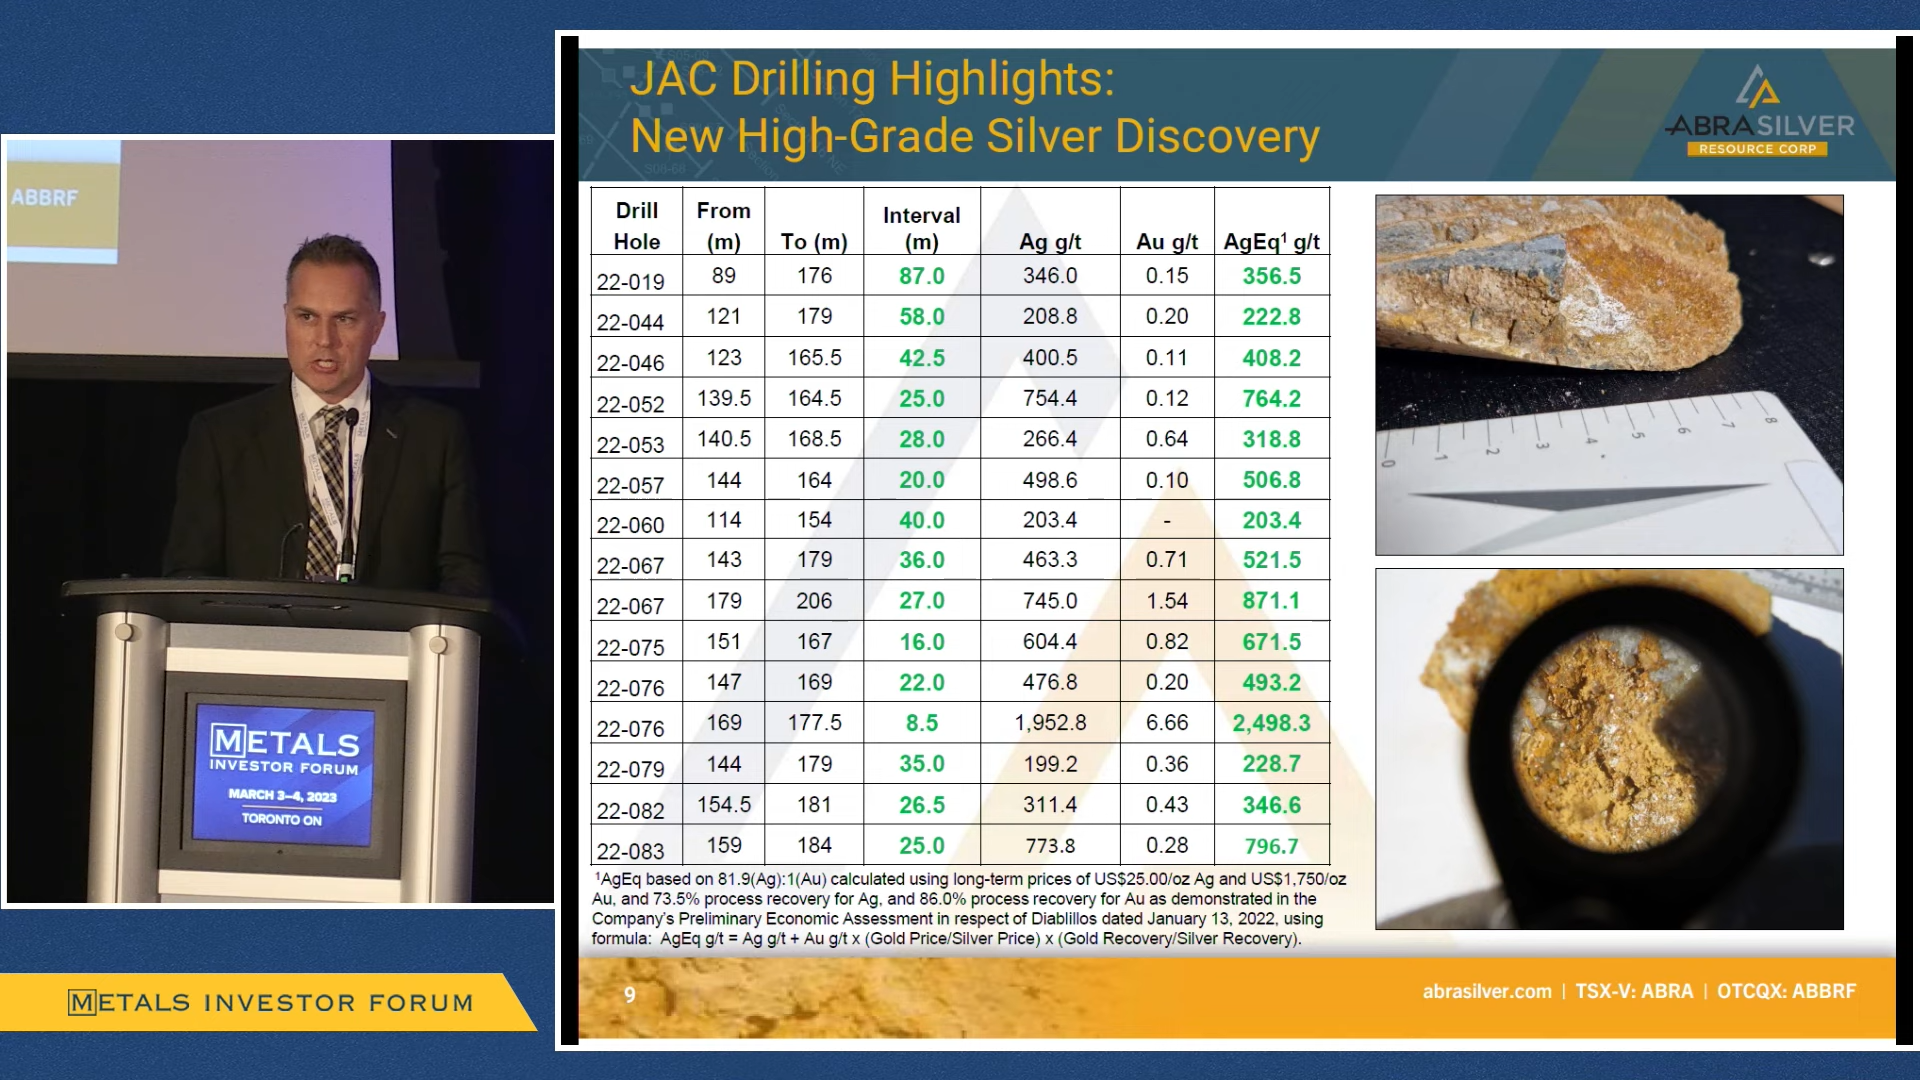 JAC Drilling Highlights:
New High-Grade Silver Discovery
ABRASILVER
RESOURCE CORP
ABBRF
Drill Hole From (m) To (m) Interval (m) Ag g/t Au g/t AgEq¹ g/t
22-019 89 176 87.0 346.0 0.15 356.5
22-044 121 179 58.0 208.8 0.20 222.8
22-046 123 165.5 42.5 400.5 0.11 408.2
22-052 139.5 164.5 25.0 754.4 0.12 764.2
22-053 140.5 168.5 28.0 266.4 0.64 318.8
22-057 144 164 20.0 498.6 0.10 506.8
22-060 114 154 40.0 203.4 - 203.4
22-067 143 179 36.0 463.3 0.71 521.5
22-067 179 206 27.0 745.0 1.54 871.1
22-075 151 167 16.0 604.4 0.82 671.5
22-076 147 169 22.0 476.8 0.20 493.2
22-076 169 177.5 8.5 1,952.8 6.66 2,498.3
22-079 144 179 35.0 199.2 0.36 228.7
22-082 154.5 181 26.5 311.4 0.43 346.6
22-083 159 184 25.0 773.8 0.28 796.7
¹AgEq based on 81.9(Ag):1(Au) calculated using long-term prices of US$25.00/oz Ag and US$1,750/oz
Au, and 73.5% process recovery for Ag, and 86.0% process recovery for Au as demonstrated in the
Company's Preliminary Economic Assessment in respect of Diablillos dated January 13, 2022, using
formula: AgEq g/t = Ag g/t + Au g/t x (Gold Price/Silver Price) x (Gold Recovery/Silver Recovery).
0 1 2 3 4 5 6 7 8
METALS
INVESTOR FORUM
MARCH 3–4, 2023
TORONTO ON
METALS INVESTOR FORUM
9
abrasilver.com | TSX-V: ABRA | OTCQX: ABBRF